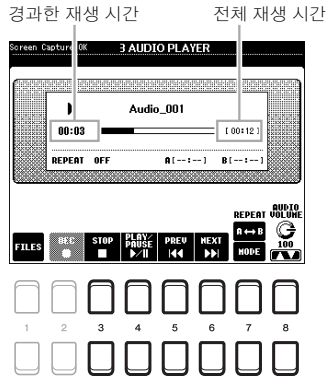 경과한 재생 시간 전체 재생 시간
Screen Capture OK 3 AUDIO PLAYER
Audio_001
00:03 [ 00:12 ]
REPEAT OFF A[--:--] B[--:--]
REPEAT AUDIO VOLUME
A↔B
FILES REC STOP PLAY/PAUSE PREV NEXT MODE 100
1 2 3 4 5 6 7 8